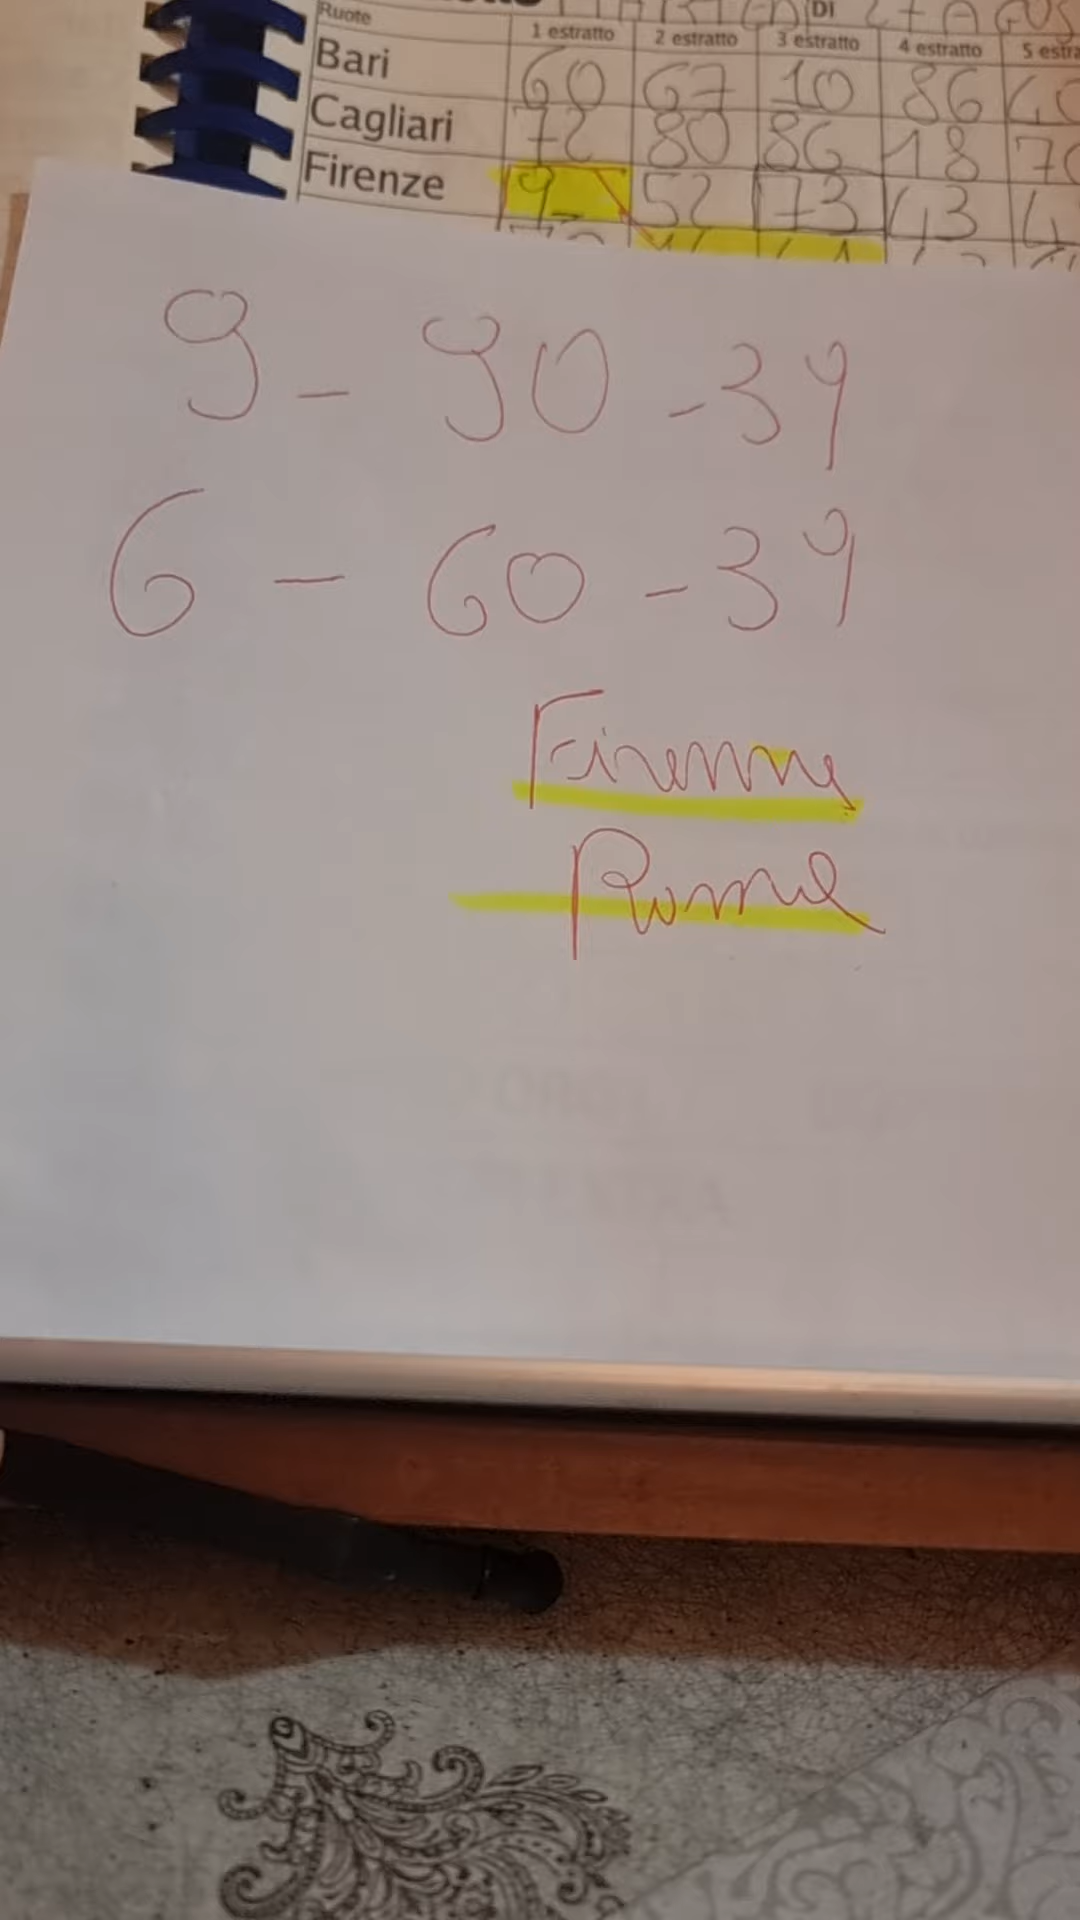 Ruote 1 estratto 2 estratto 3 estratto 4 estratto 5
Bari 60 67 10 86
Cagliari 72 80 86 18
Firenze 9 52 73 43
9 - 90 - 39
6 - 60 - 39
Firenze
Roma